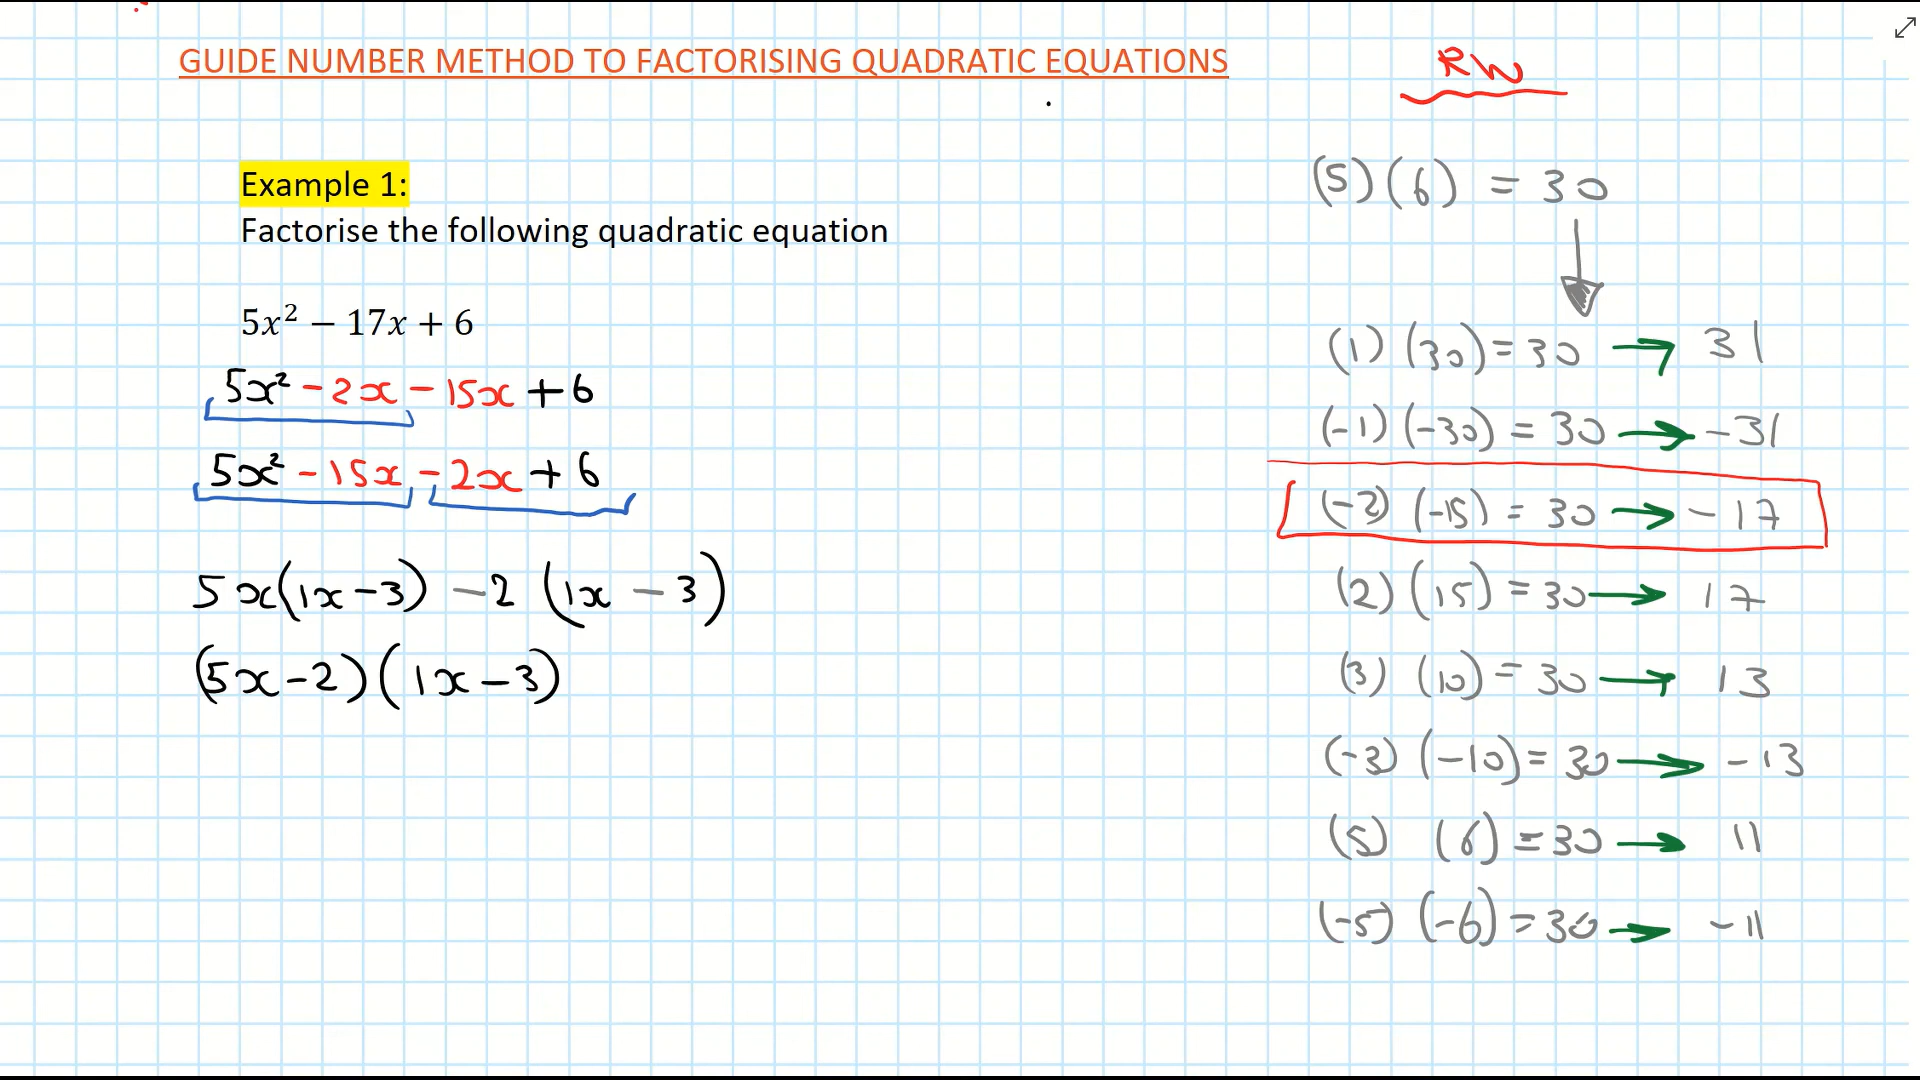 GUIDE NUMBER METHOD TO FACTORISING QUADRATIC EQUATIONS
Example 1:
Factorise the following quadratic equation
5x² − 17x + 6
5x² -2x -15x +6
5x² -15x -2x +6
5x(1x-3) -2 (1x - 3)
(5x-2)(1x-3)
RW
(5)(6) = 30
(1)(30)=30 → 31
(-1)(-30) = 30 → -31
(-2)(-15) = 30 → -17
(2)(15) = 30 → 17
(3)(10) = 30 → 13
(-3)(-10) = 30 → -13
(5)(6) = 30 → 11
(-5)(-6) = 30 → -11